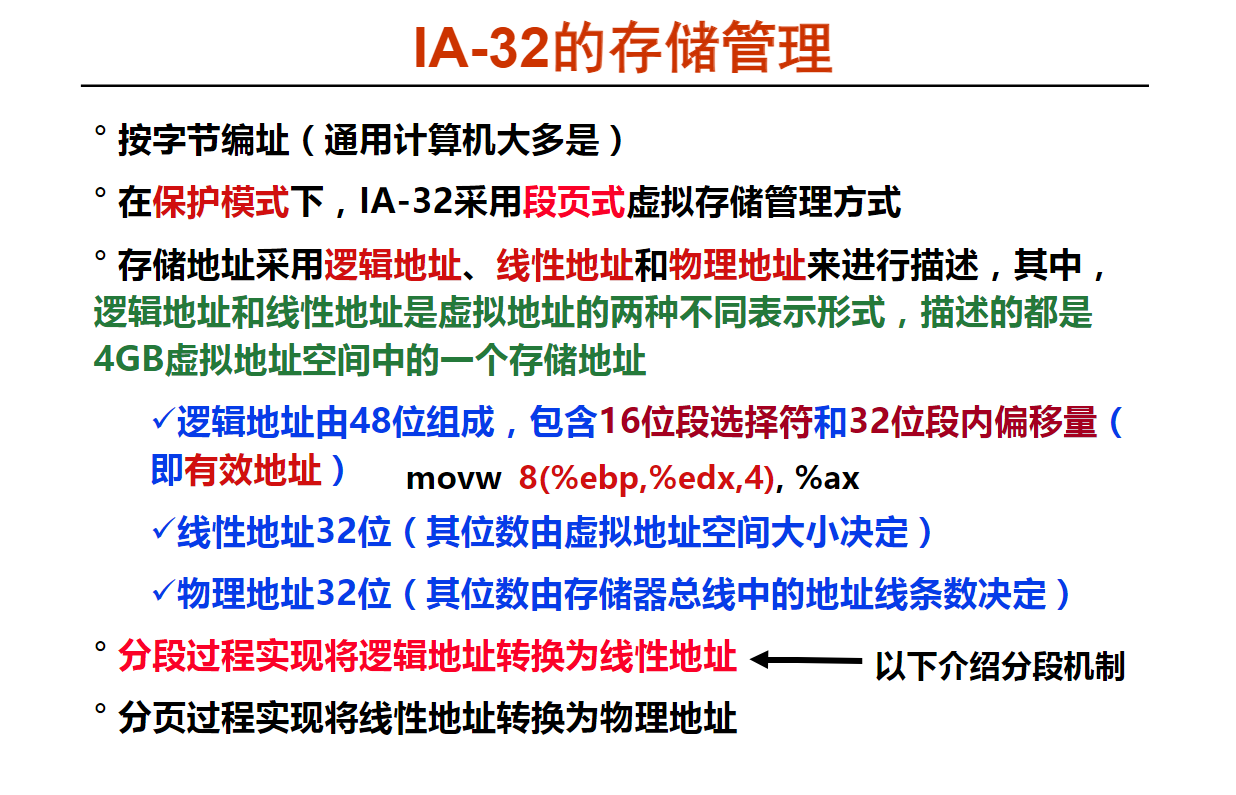 IA-32的存储管理
° 按字节编址（通用计算机大多是）
° 在保护模式下，IA-32采用段页式虚拟存储管理方式
° 存储地址采用逻辑地址、线性地址和物理地址来进行描述，其中，
逻辑地址和线性地址是虚拟地址的两种不同表示形式，描述的都是
4GB虚拟地址空间中的一个存储地址
✓逻辑地址由48位组成，包含16位段选择符和32位段内偏移量（
即有效地址） movw 8(%ebp,%edx,4), %ax
✓线性地址32位（其位数由虚拟地址空间大小决定）
✓物理地址32位（其位数由存储器总线中的地址线条数决定）
° 分段过程实现将逻辑地址转换为线性地址 以下介绍分段机制
° 分页过程实现将线性地址转换为物理地址